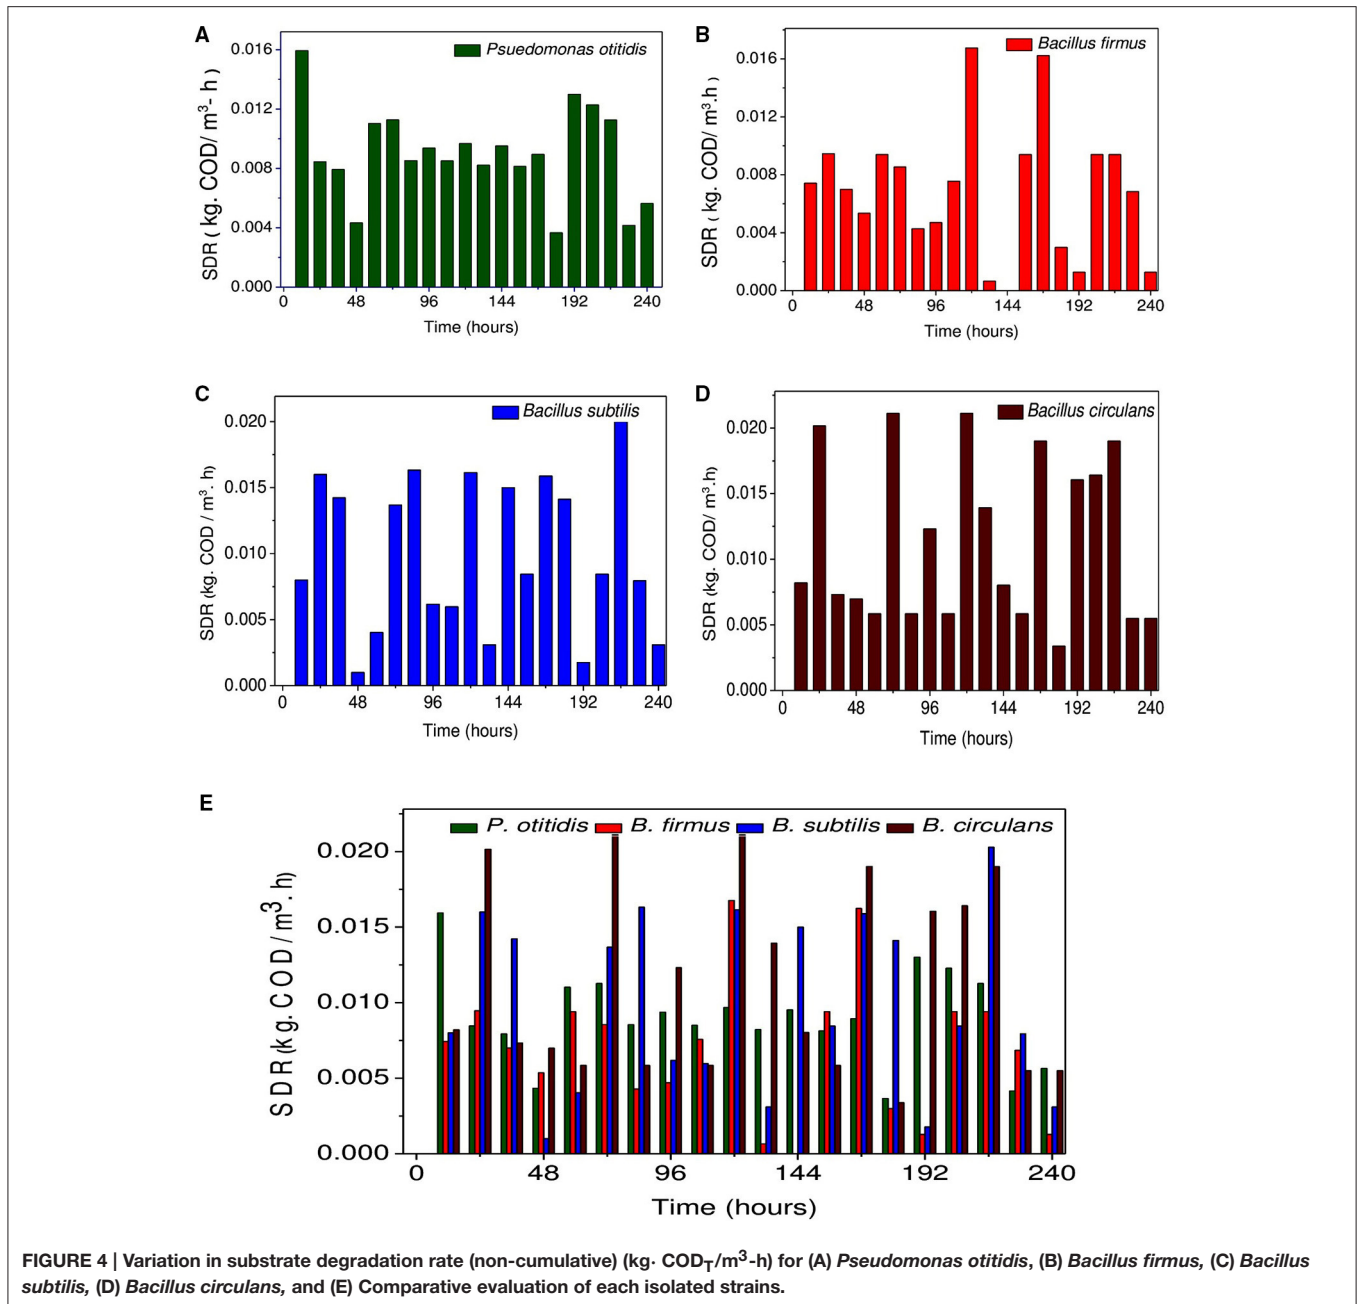 A
Psuedomonas otitidis
0.016
0.012
0.008
0.004
0.000
SDR ( kg. COD/ m³- h )
0 48 96 144 192 240
Time (hours)
B
Bacillus firmus
0.016
0.012
0.008
0.004
0.000
SDR ( kg. COD/ m³.h )
0 48 96 144 192 240
Time (hours)
C
Bacillus subtilis
0.020
0.015
0.010
0.005
0.000
SDR (kg. COD / m³. h)
0 48 96 144 192 240
Time (hours)
D
Bacillus circulans
0.020
0.015
0.010
0.005
0.000
SDR (kg. COD/ m³.h)
0 48 96 144 192 240
Time (hours)
E
P. otitidis B. firmus B. subtilis B. circulans
0.020
0.015
0.010
0.005
0.000
SDR (kg. COD / m³. h)
0 48 96 144 192 240
Time (hours)
FIGURE 4 | Variation in substrate degradation rate (non-cumulative) (kg· COD_T/m³-h) for (A) Pseudomonas otitidis, (B) Bacillus firmus, (C) Bacillus
subtilis, (D) Bacillus circulans, and (E) Comparative evaluation of each isolated strains.